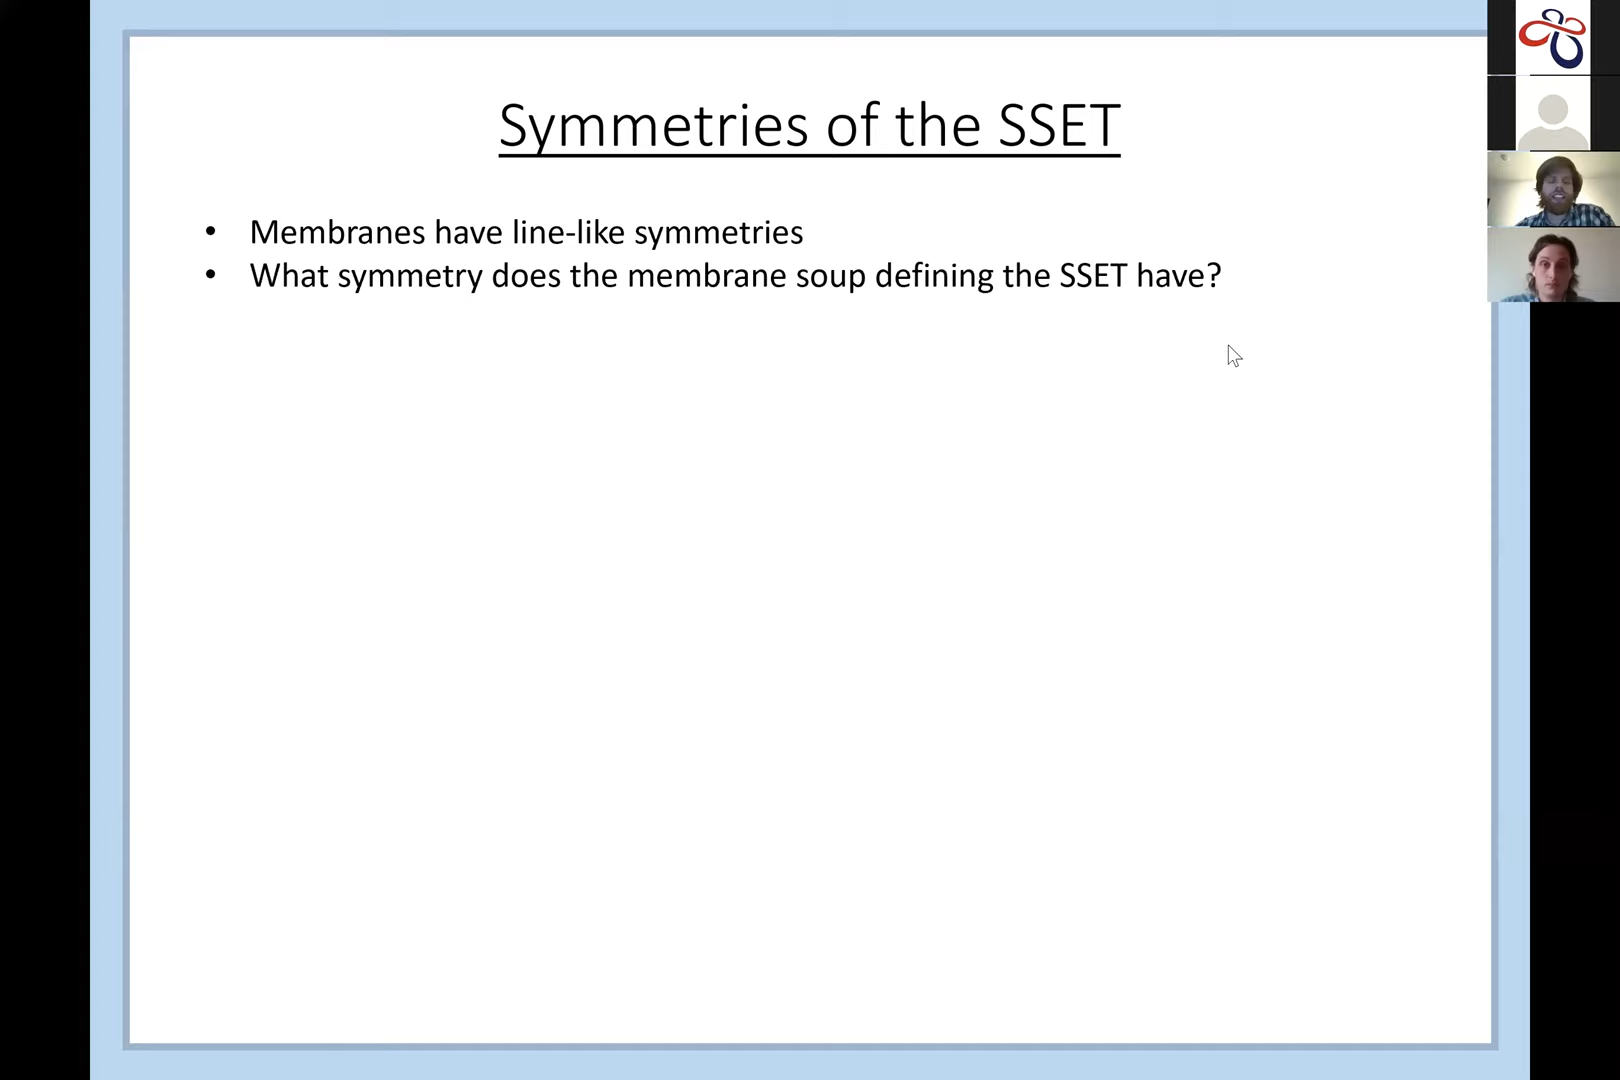 Symmetries of the SSET
• Membranes have line-like symmetries
• What symmetry does the membrane soup defining the SSET have?